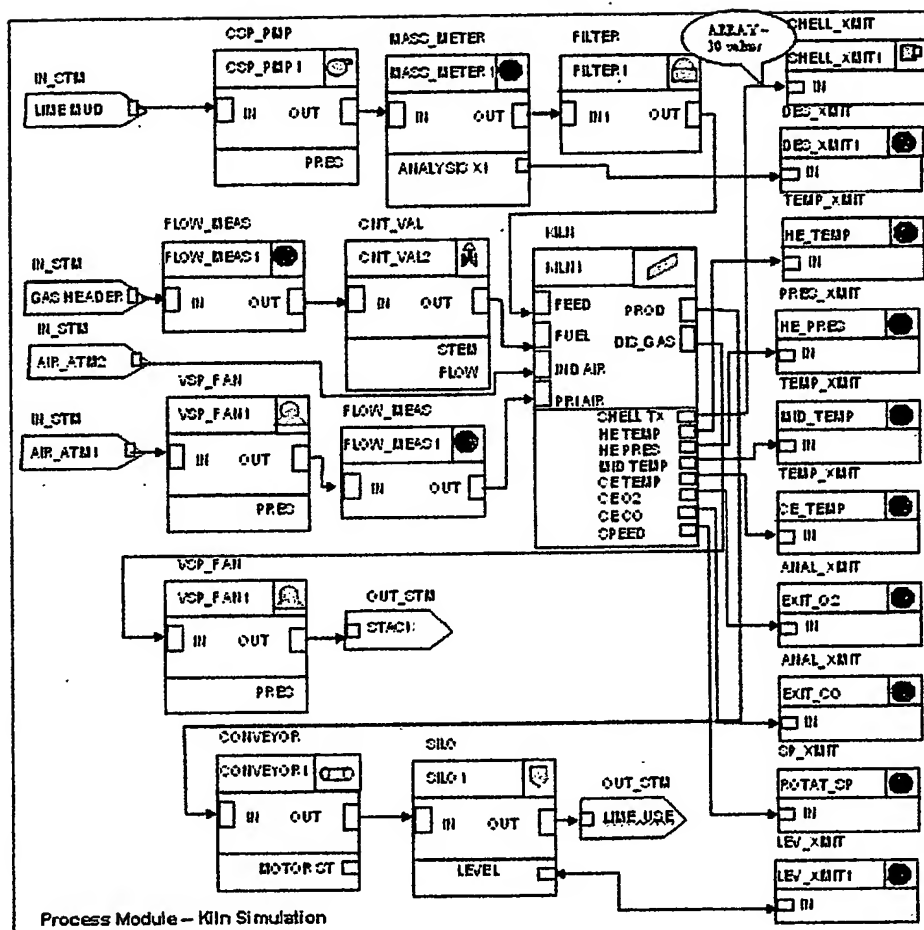 CSP_PMP
CSP_PMP1
IN OUT
PRES
MASS_METER
MASS_METER1
IN OUT
ANALYSIS X1
FILTER
FILTER1
IN1 OUT
ARRAY -
30 values
SHELL_XMIT
SHELL_XMIT1
IN
IN_STM
LIME MUD
DES_XMIT
DES_XMIT1
IN
FLOW_MEAS
FLOW_MEAS1
IN OUT
CNT_VAL
CNT_VAL2
IN OUT
STEM
FLOW
KILN
KILN1
FEED PROD
FUEL DIS_GAS
IND AIR
PRI AIR
SHELL TX
HE TEMP
HE PRES
MID TEMP
CE TEMP
CE O2
CE CO
SPEED
TEMP_XMIT
HE_TEMP
IN
IN_STM
GAS HEADER
IN_STM
AIR_ATM2
PRES_XMIT
HE_PRES
IN
VSP_FAN
VSP_FAN1
IN OUT
PRES
FLOW_MEAS
FLOW_MEAS1
IN OUT
TEMP_XMIT
MID_TEMP
IN
IN_STM
AIR_ATM1
TEMP_XMIT
CE_TEMP
IN
VSP_FAN
VSP_FAN1
IN OUT
PRES
OUT_STM
STACK
ANAL_XMIT
EXIT_O2
IN
ANAL_XMIT
EXIT_CO
IN
CONVEYOR
CONVEYOR1
IN OUT
MOTOR ST
SILO
SILO1
IN OUT
LEVEL
OUT_STM
LIME_USE
SP_XMIT
ROTAT_SP
IN
LEV_XMIT
LEV_XMIT1
IN
Process Module – Kiln Simulation